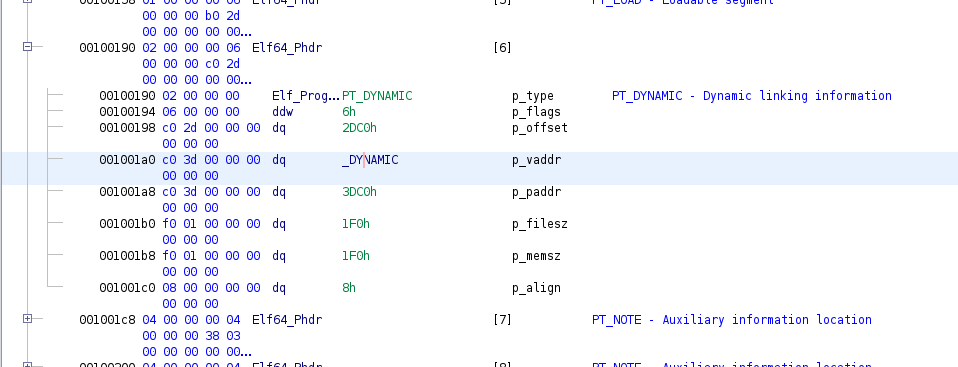 00100158 01 00 00 00 06 Elf64_Phdr [5] PT_LOAD - Loadable segment
00 00 00 b0 2d
00 00 00 00 00...
00100190 02 00 00 00 06 Elf64_Phdr [6]
00 00 00 c0 2d
00 00 00 00 00...
00100190 02 00 00 00 Elf_Prog... PT_DYNAMIC p_type PT_DYNAMIC - Dynamic linking information
00100194 06 00 00 00 ddw 6h p_flags
00100198 c0 2d 00 00 00 dq 2DC0h p_offset
00 00 00
001001a0 c0 3d 00 00 00 dq _DYNAMIC p_vaddr
00 00 00
001001a8 c0 3d 00 00 00 dq 3DC0h p_paddr
00 00 00
001001b0 f0 01 00 00 00 dq 1F0h p_filesz
00 00 00
001001b8 f0 01 00 00 00 dq 1F0h p_memsz
00 00 00
001001c0 08 00 00 00 00 dq 8h p_align
00 00 00
001001c8 04 00 00 00 04 Elf64_Phdr [7] PT_NOTE - Auxiliary information location
00 00 00 38 03
00 00 00 00 00...
00100200 04 00 00 00 04 Elf64_Phdr [8] PT_NOTE - Auxiliary information location